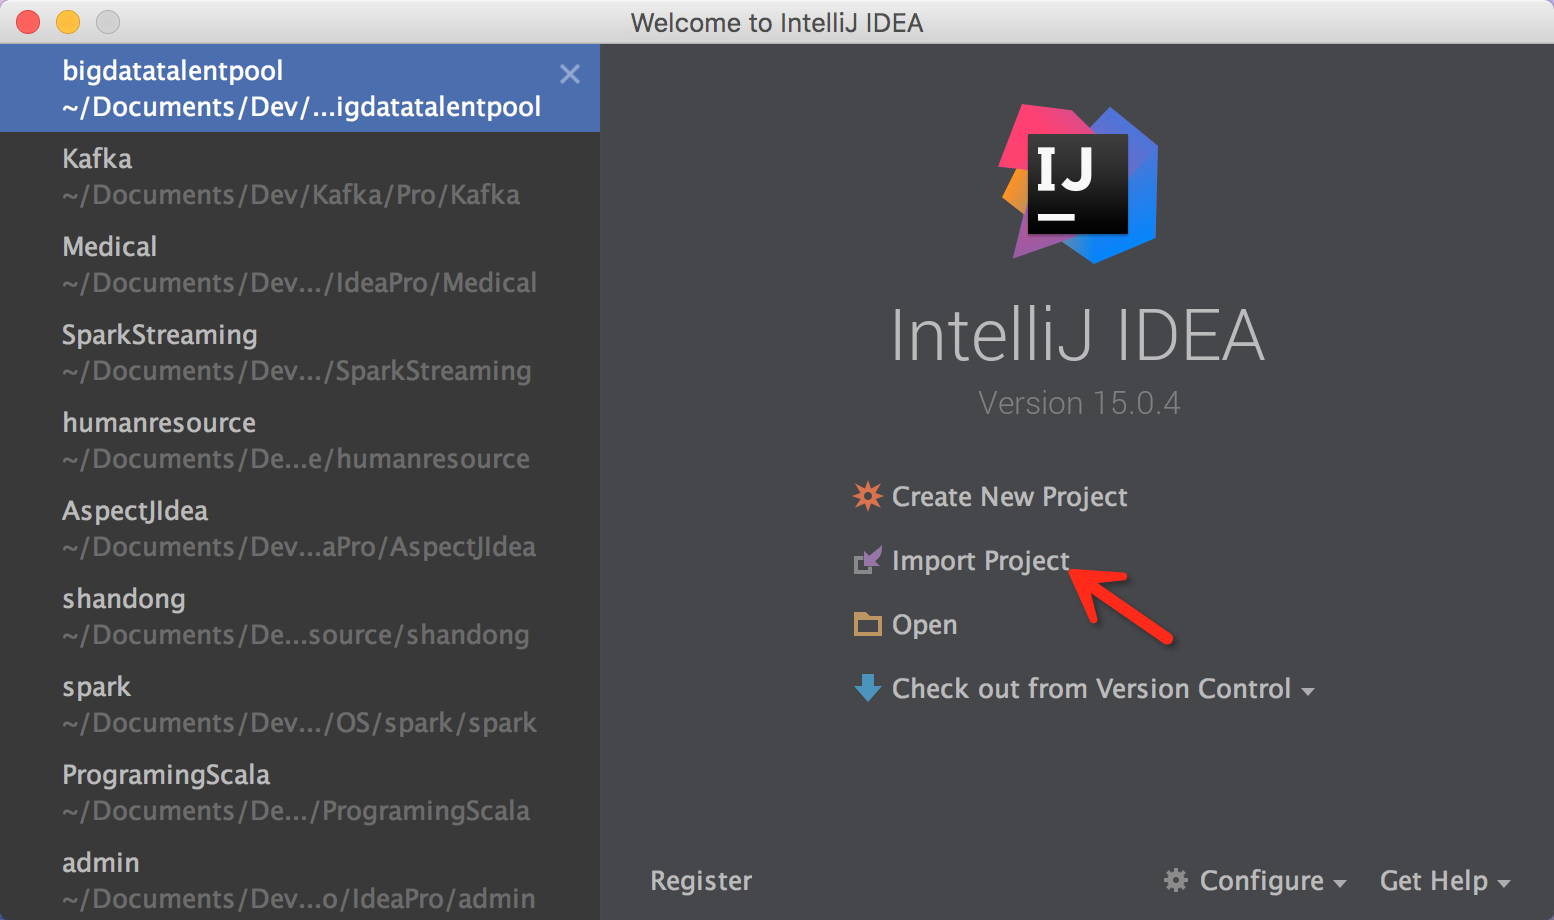 Welcome to IntelliJ IDEA
bigdatatalentpool
~/Documents/Dev/...igdatatalentpool
Kafka
~/Documents/Dev/Kafka/Pro/Kafka
Medical
~/Documents/Dev.../IdeaPro/Medical
SparkStreaming
~/Documents/Dev.../SparkStreaming
humanresource
~/Documents/De...e/humanresource
AspectJIdea
~/Documents/Dev...aPro/AspectJIdea
shandong
~/Documents/De...source/shandong
spark
~/Documents/Dev.../OS/spark/spark
ProgramingScala
~/Documents/De.../ProgramingScala
admin
~/Documents/Dev...o/IdeaPro/admin
IJ
IntelliJ IDEA
Version 15.0.4
Create New Project
Import Project
Open
Check out from Version Control
Register
Configure
Get Help